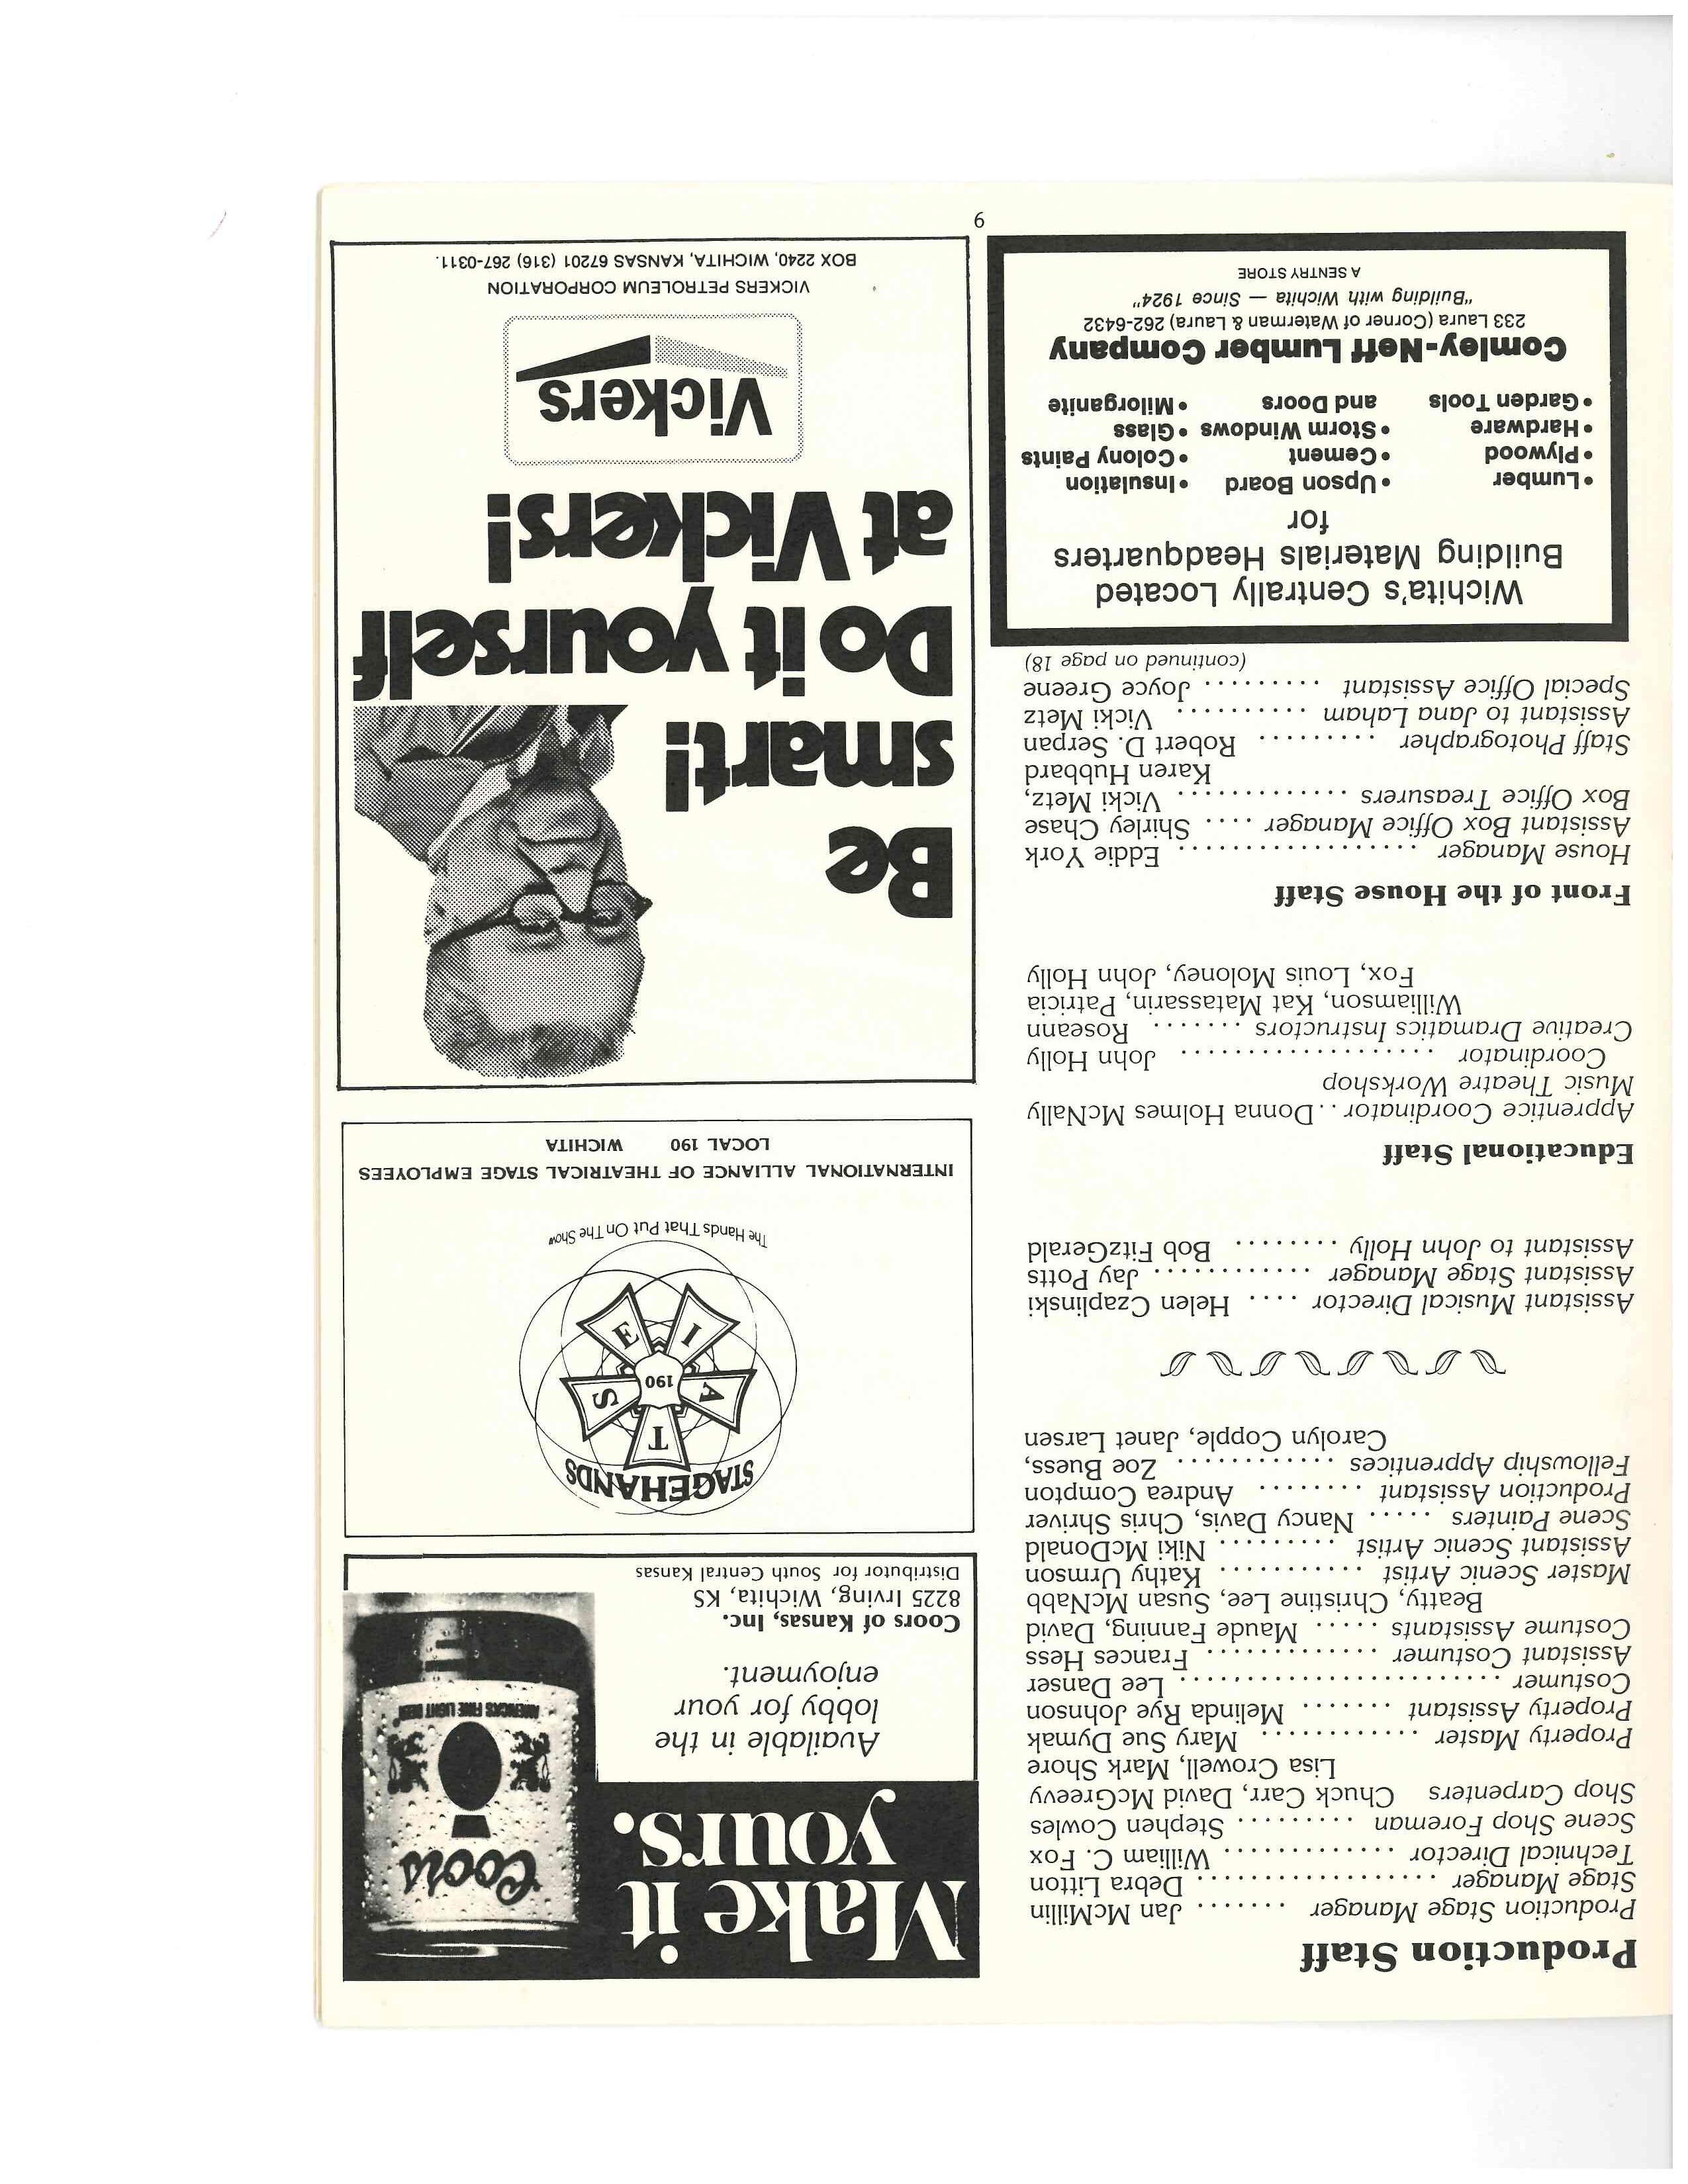 Production Staff
Production Stage Manager ....... Jan McMillin
Stage Manager .................. Debra Litton
Technical Director ............. William C. Fox
Scene Shop Foreman ......... Stephen Cowles
Shop Carpenters Chuck Carr, David McGreevy
Lisa Crowell, Mark Shore
Property Master ............ Mary Sue Dymak
Property Assistant ....... Melinda Rye Johnson
Costumer ........................ Lee Danser
Assistant Costumer ............. Frances Hess
Costume Assistants ..... Maude Fanning, David
Beatty, Christine Lee, Susan McNabb
Master Scenic Artist ........... Kathy Urmson
Assistant Scenic Artist ......... Niki McDonald
Scene Painters ..... Nancy Davis, Chris Shriver
Production Assistant ........ Andrea Compton
Fellowship Apprentices ............ Zoe Buess,
Carolyn Copple, Janet Larsen
Assistant Musical Director .... Helen Czaplinski
Assistant Stage Manager ............ Jay Potts
Assistant to John Holly ........ Bob FitzGerald
Educational Staff
Apprentice Coordinator .. Donna Holmes McNally
Music Theatre Workshop
Coordinator .................... John Holly
Creative Dramatics Instructors ....... Roseann
Williamson, Kat Matassarin, Patricia
Fox, Louis Moloney, John Holly
Front of the House Staff
House Manager ................... Eddie York
Assistant Box Office Manager .... Shirley Chase
Box Office Treasurers .............. Vicki Metz,
Karen Hubbard
Staff Photographer ......... Robert D. Serpan
Assistant to Jana Laham .......... Vicki Metz
Special Office Assistant ......... Joyce Greene
(continued on page 18)
Wichita's Centrally Located
Building Materials Headquarters
for
• Lumber • Upson Board • Insulation
• Plywood • Cement • Colony Paints
• Hardware • Storm Windows • Glass
• Garden Tools and Doors • Milorganite
Comley-Neff Lumber Company
233 Laura (Corner of Waterman & Laura) 262-6432
"Building with Wichita — Since 1924"
A SENTRY STORE
Make it
yours.
Available in the
lobby for your
enjoyment.
Coors of Kansas, Inc.
8225 Irving, Wichita, KS
Distributor for South Central Kansas
Coors
AMERICA'S FINE LIGHT BEER
STAGEHANDS
T
S A
190
E I
The Hands That Put On The Show
INTERNATIONAL ALLIANCE OF THEATRICAL STAGE EMPLOYEES
LOCAL 190 WICHITA
Be
smart!
Do it yourself
at Vickers!
Vickers
VICKERS PETROLEUM CORPORATION
BOX 2240, WICHITA, KANSAS 67201 (316) 267-0311.
6